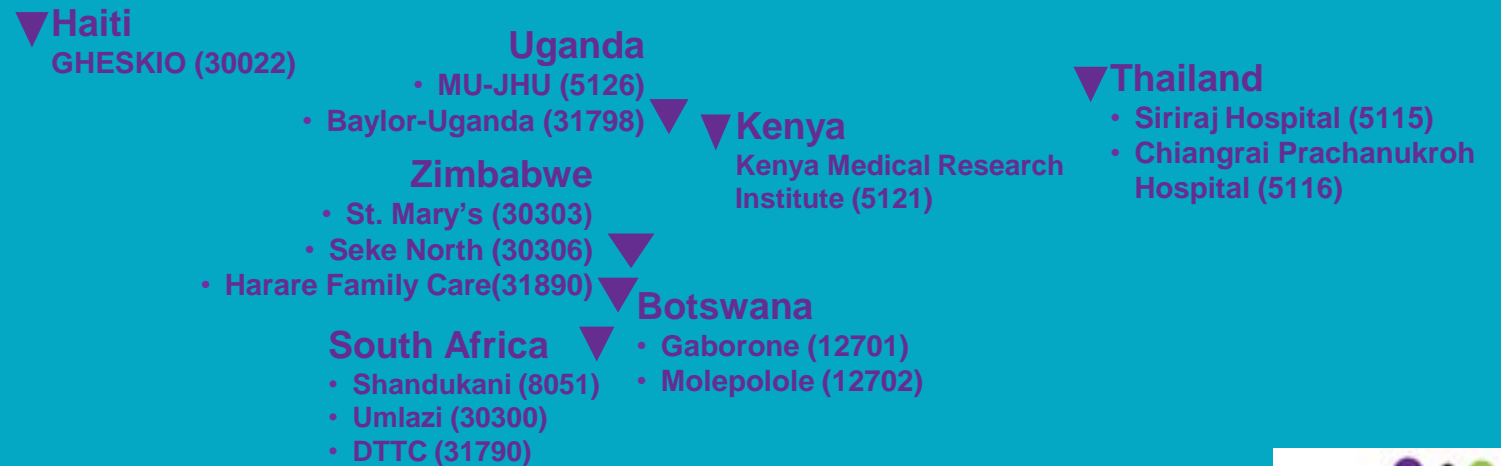 Haiti
GHESKIO (30022)
Uganda
• MU-JHU (5126)
• Baylor-Uganda (31798)
Kenya
Kenya Medical Research
Institute (5121)
Thailand
• Siriraj Hospital (5115)
• Chiangrai Prachanukroh
Hospital (5116)
Zimbabwe
• St. Mary’s (30303)
• Seke North (30306)
• Harare Family Care(31890)
Botswana
• Gaborone (12701)
• Molepolole (12702)
South Africa
• Shandukani (8051)
• Umlazi (30300)
• DTTC (31790)